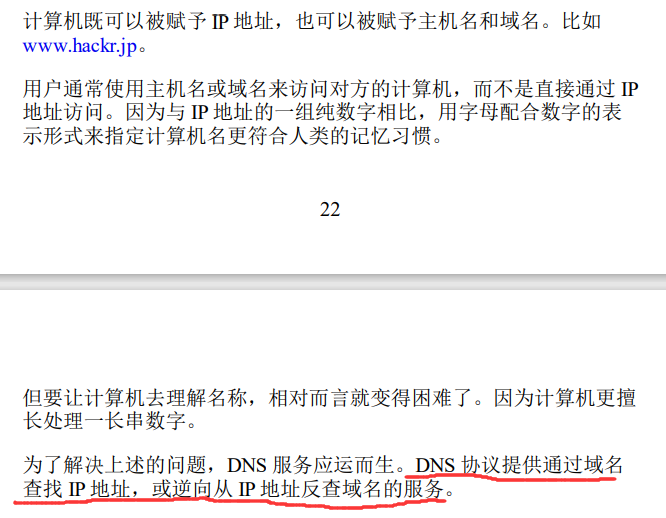 计算机既可以被赋予 IP 地址，也可以被赋予主机名和域名。比如
www.hackr.jp。
用户通常使用主机名或域名来访问对方的计算机，而不是直接通过 IP
地址访问。因为与 IP 地址的一组纯数字相比，用字母配合数字的表
示形式来指定计算机名更符合人类的记忆习惯。
22
但要让计算机去理解名称，相对而言就变得困难了。因为计算机更擅
长处理一长串数字。
为了解决上述的问题，DNS 服务应运而生。DNS 协议提供通过域名
查找 IP 地址，或逆向从 IP 地址反查域名的服务。